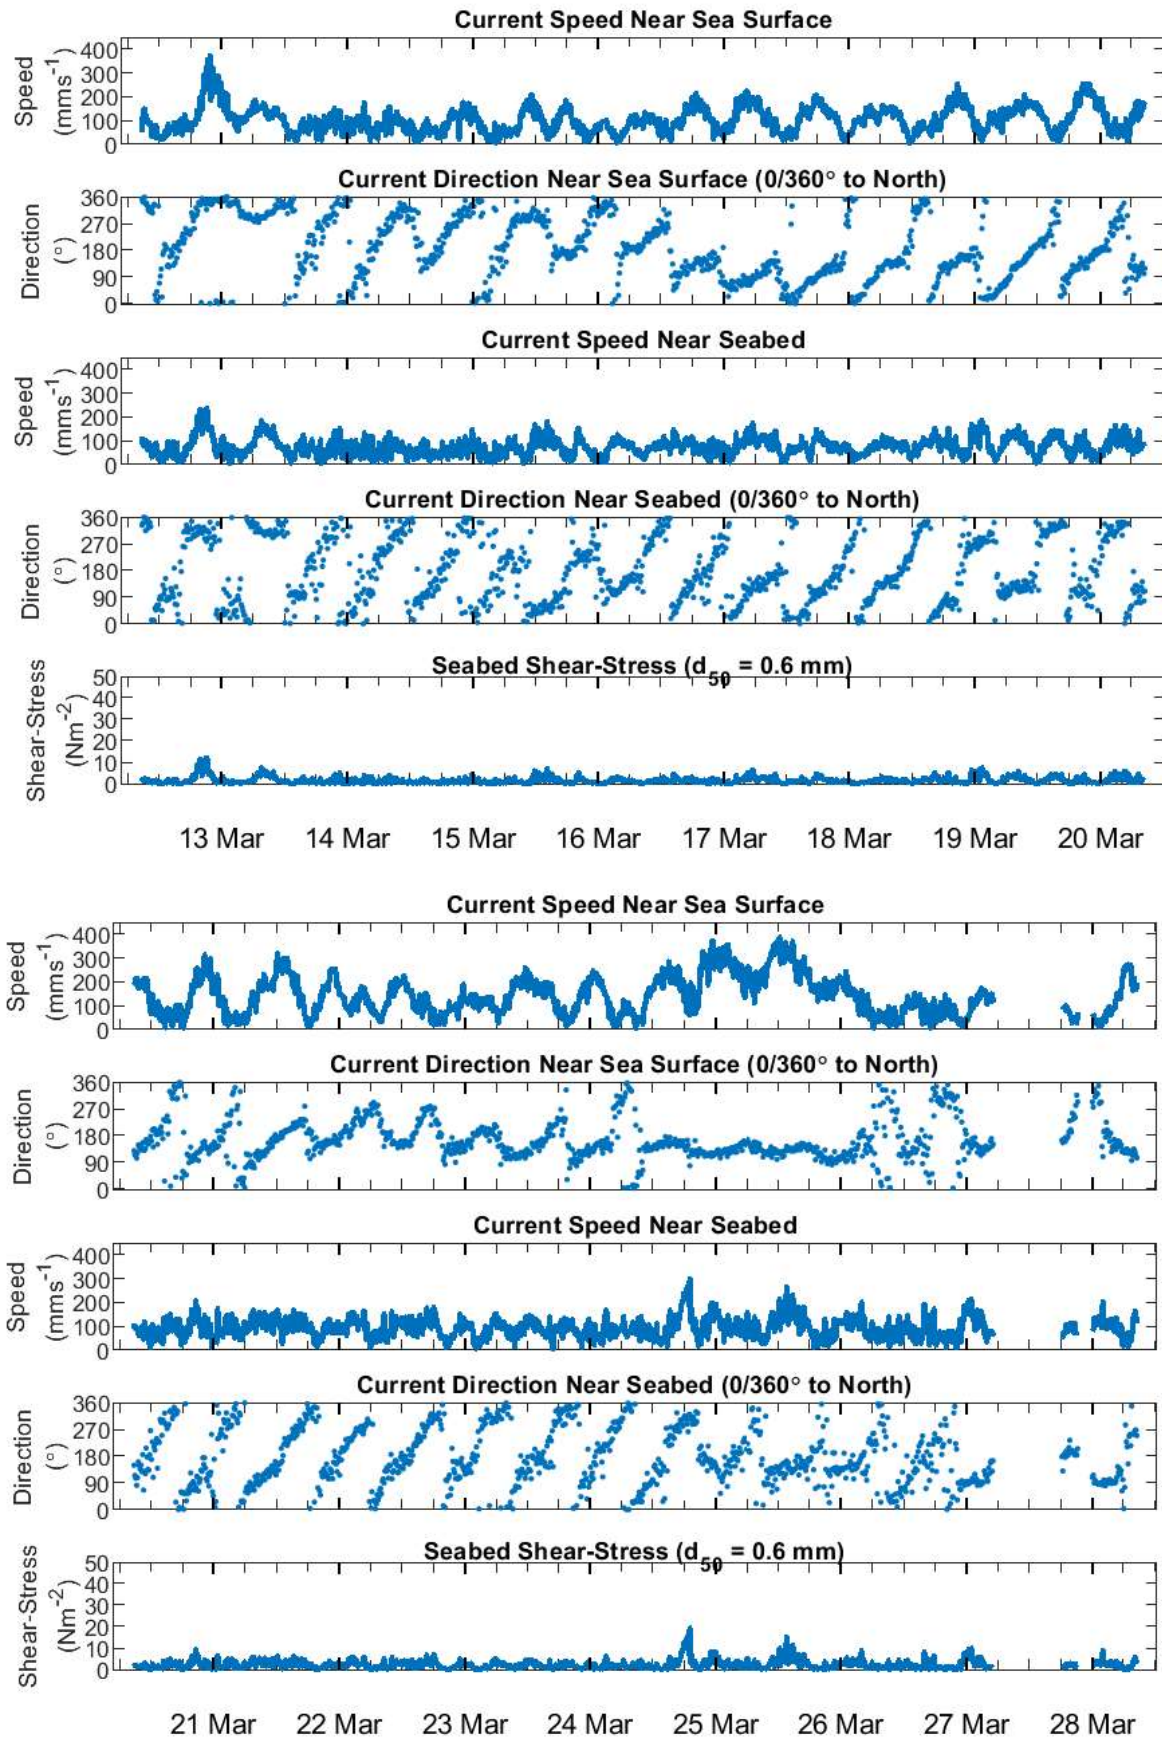 Current Speed Near Sea Surface
Speed
(mms⁻¹)
400
300
200
100
0
Current Direction Near Sea Surface (0/360° to North)
Direction
(°)
360
270
180
90
0
Current Speed Near Seabed
Speed
(mms⁻¹)
400
300
200
100
0
Current Direction Near Seabed (0/360° to North)
Direction
(°)
360
270
180
90
0
Seabed Shear-Stress (d₅₀ = 0.6 mm)
Shear-Stress
(Nm⁻²)
50
40
30
20
10
0
13 Mar 14 Mar 15 Mar 16 Mar 17 Mar 18 Mar 19 Mar 20 Mar
Current Speed Near Sea Surface
Speed
(mms⁻¹)
400
300
200
100
0
Current Direction Near Sea Surface (0/360° to North)
Direction
(°)
360
270
180
90
0
Current Speed Near Seabed
Speed
(mms⁻¹)
400
300
200
100
0
Current Direction Near Seabed (0/360° to North)
Direction
(°)
360
270
180
90
0
Seabed Shear-Stress (d₅₀ = 0.6 mm)
Shear-Stress
(Nm⁻²)
50
40
30
20
10
0
21 Mar 22 Mar 23 Mar 24 Mar 25 Mar 26 Mar 27 Mar 28 Mar